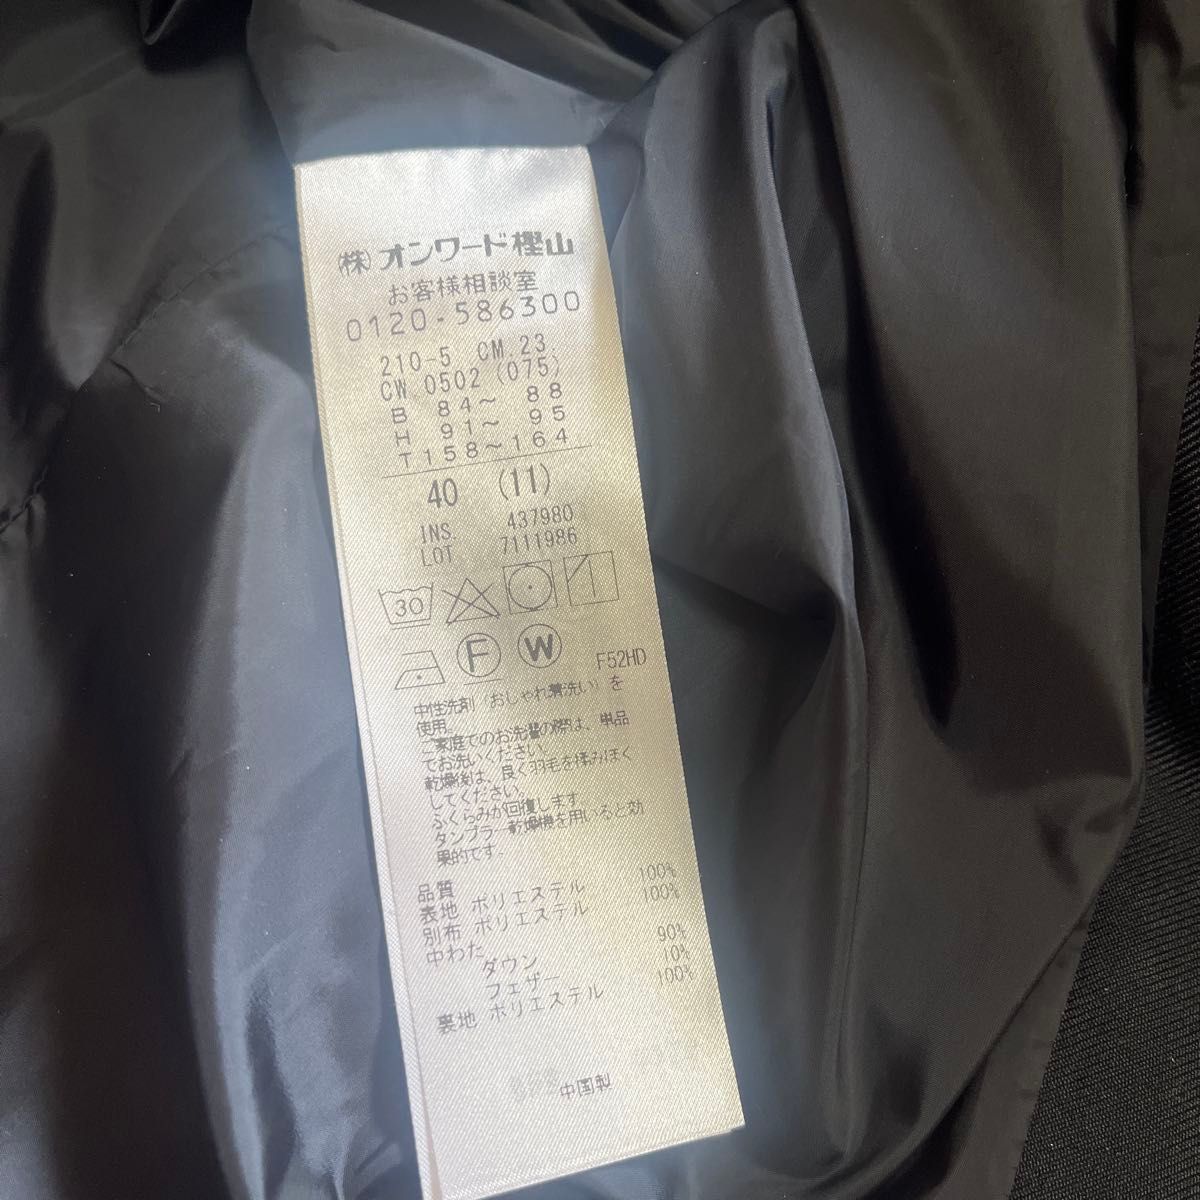 (株)オンワード樫山
お客様相談室
0120-586300
210-5 CM 23
CW 0502 (075)
B 84〜 88
H 91〜 95
T158〜164
40 (11)
INS. 437980
LOT 7111986
30
F W F52HD
中性洗剤（おしゃれ着洗い）を
使用。
ご家庭でのお洗濯の際は、単品
でお洗いください。
乾燥後は、良く羽毛を揉みほぐ
してください。
ふくらみが回復します。
タンブラー乾燥機を用いると効
果的です。
品質
表地 ポリエステル 100%
別布 ポリエステル 100%
中わた
ダウン 90%
フェザー 10%
裏地 ポリエステル 100%
中国製